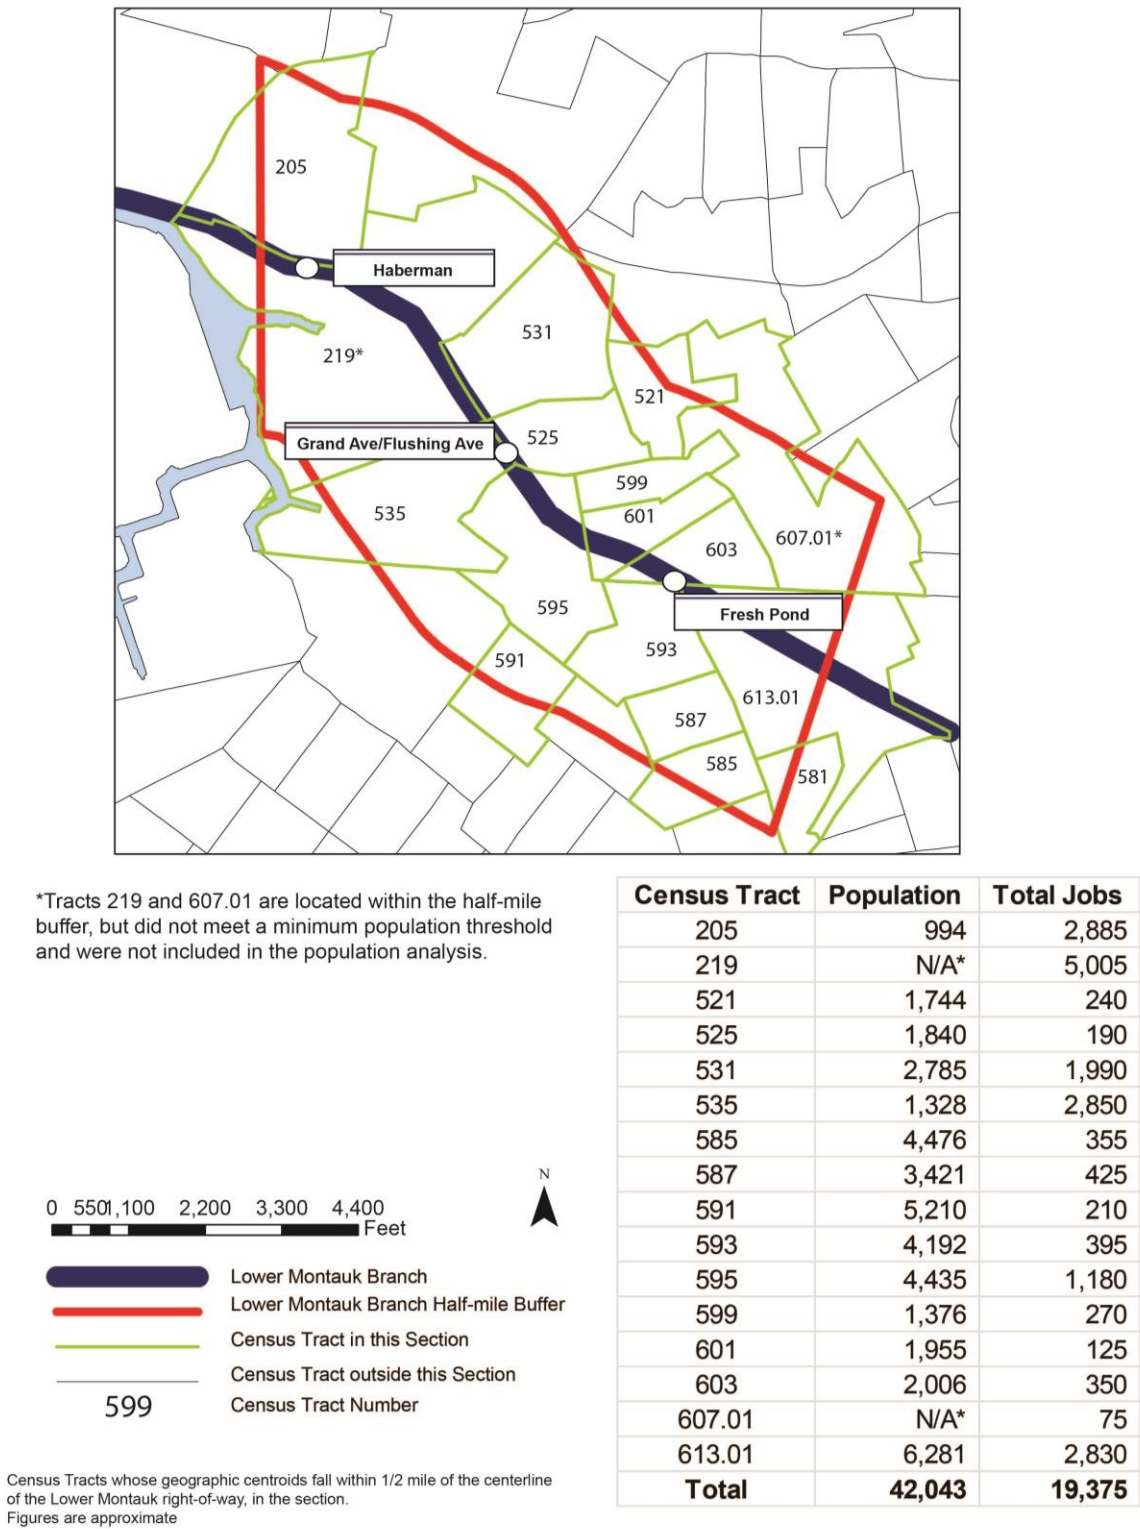 205
Haberman
531
219*
521
525
Grand Ave/Flushing Ave
599
535
601
603
607.01*
595
Fresh Pond
593
591
613.01
587
585
581
*Tracts 219 and 607.01 are located within the half-mile
buffer, but did not meet a minimum population threshold
and were not included in the population analysis.
Census Tract Population Total Jobs
205 994 2,885
219 N/A* 5,005
521 1,744 240
525 1,840 190
531 2,785 1,990
535 1,328 2,850
585 4,476 355
587 3,421 425
591 5,210 210
593 4,192 395
595 4,435 1,180
599 1,376 270
601 1,955 125
603 2,006 350
607.01 N/A* 75
613.01 6,281 2,830
Total 42,043 19,375
N
0 550 1,100 2,200 3,300 4,400
Feet
Lower Montauk Branch
Lower Montauk Branch Half-mile Buffer
Census Tract in this Section
Census Tract outside this Section
599 Census Tract Number
Census Tracts whose geographic centroids fall within 1/2 mile of the centerline
of the Lower Montauk right-of-way, in the section.
Figures are approximate